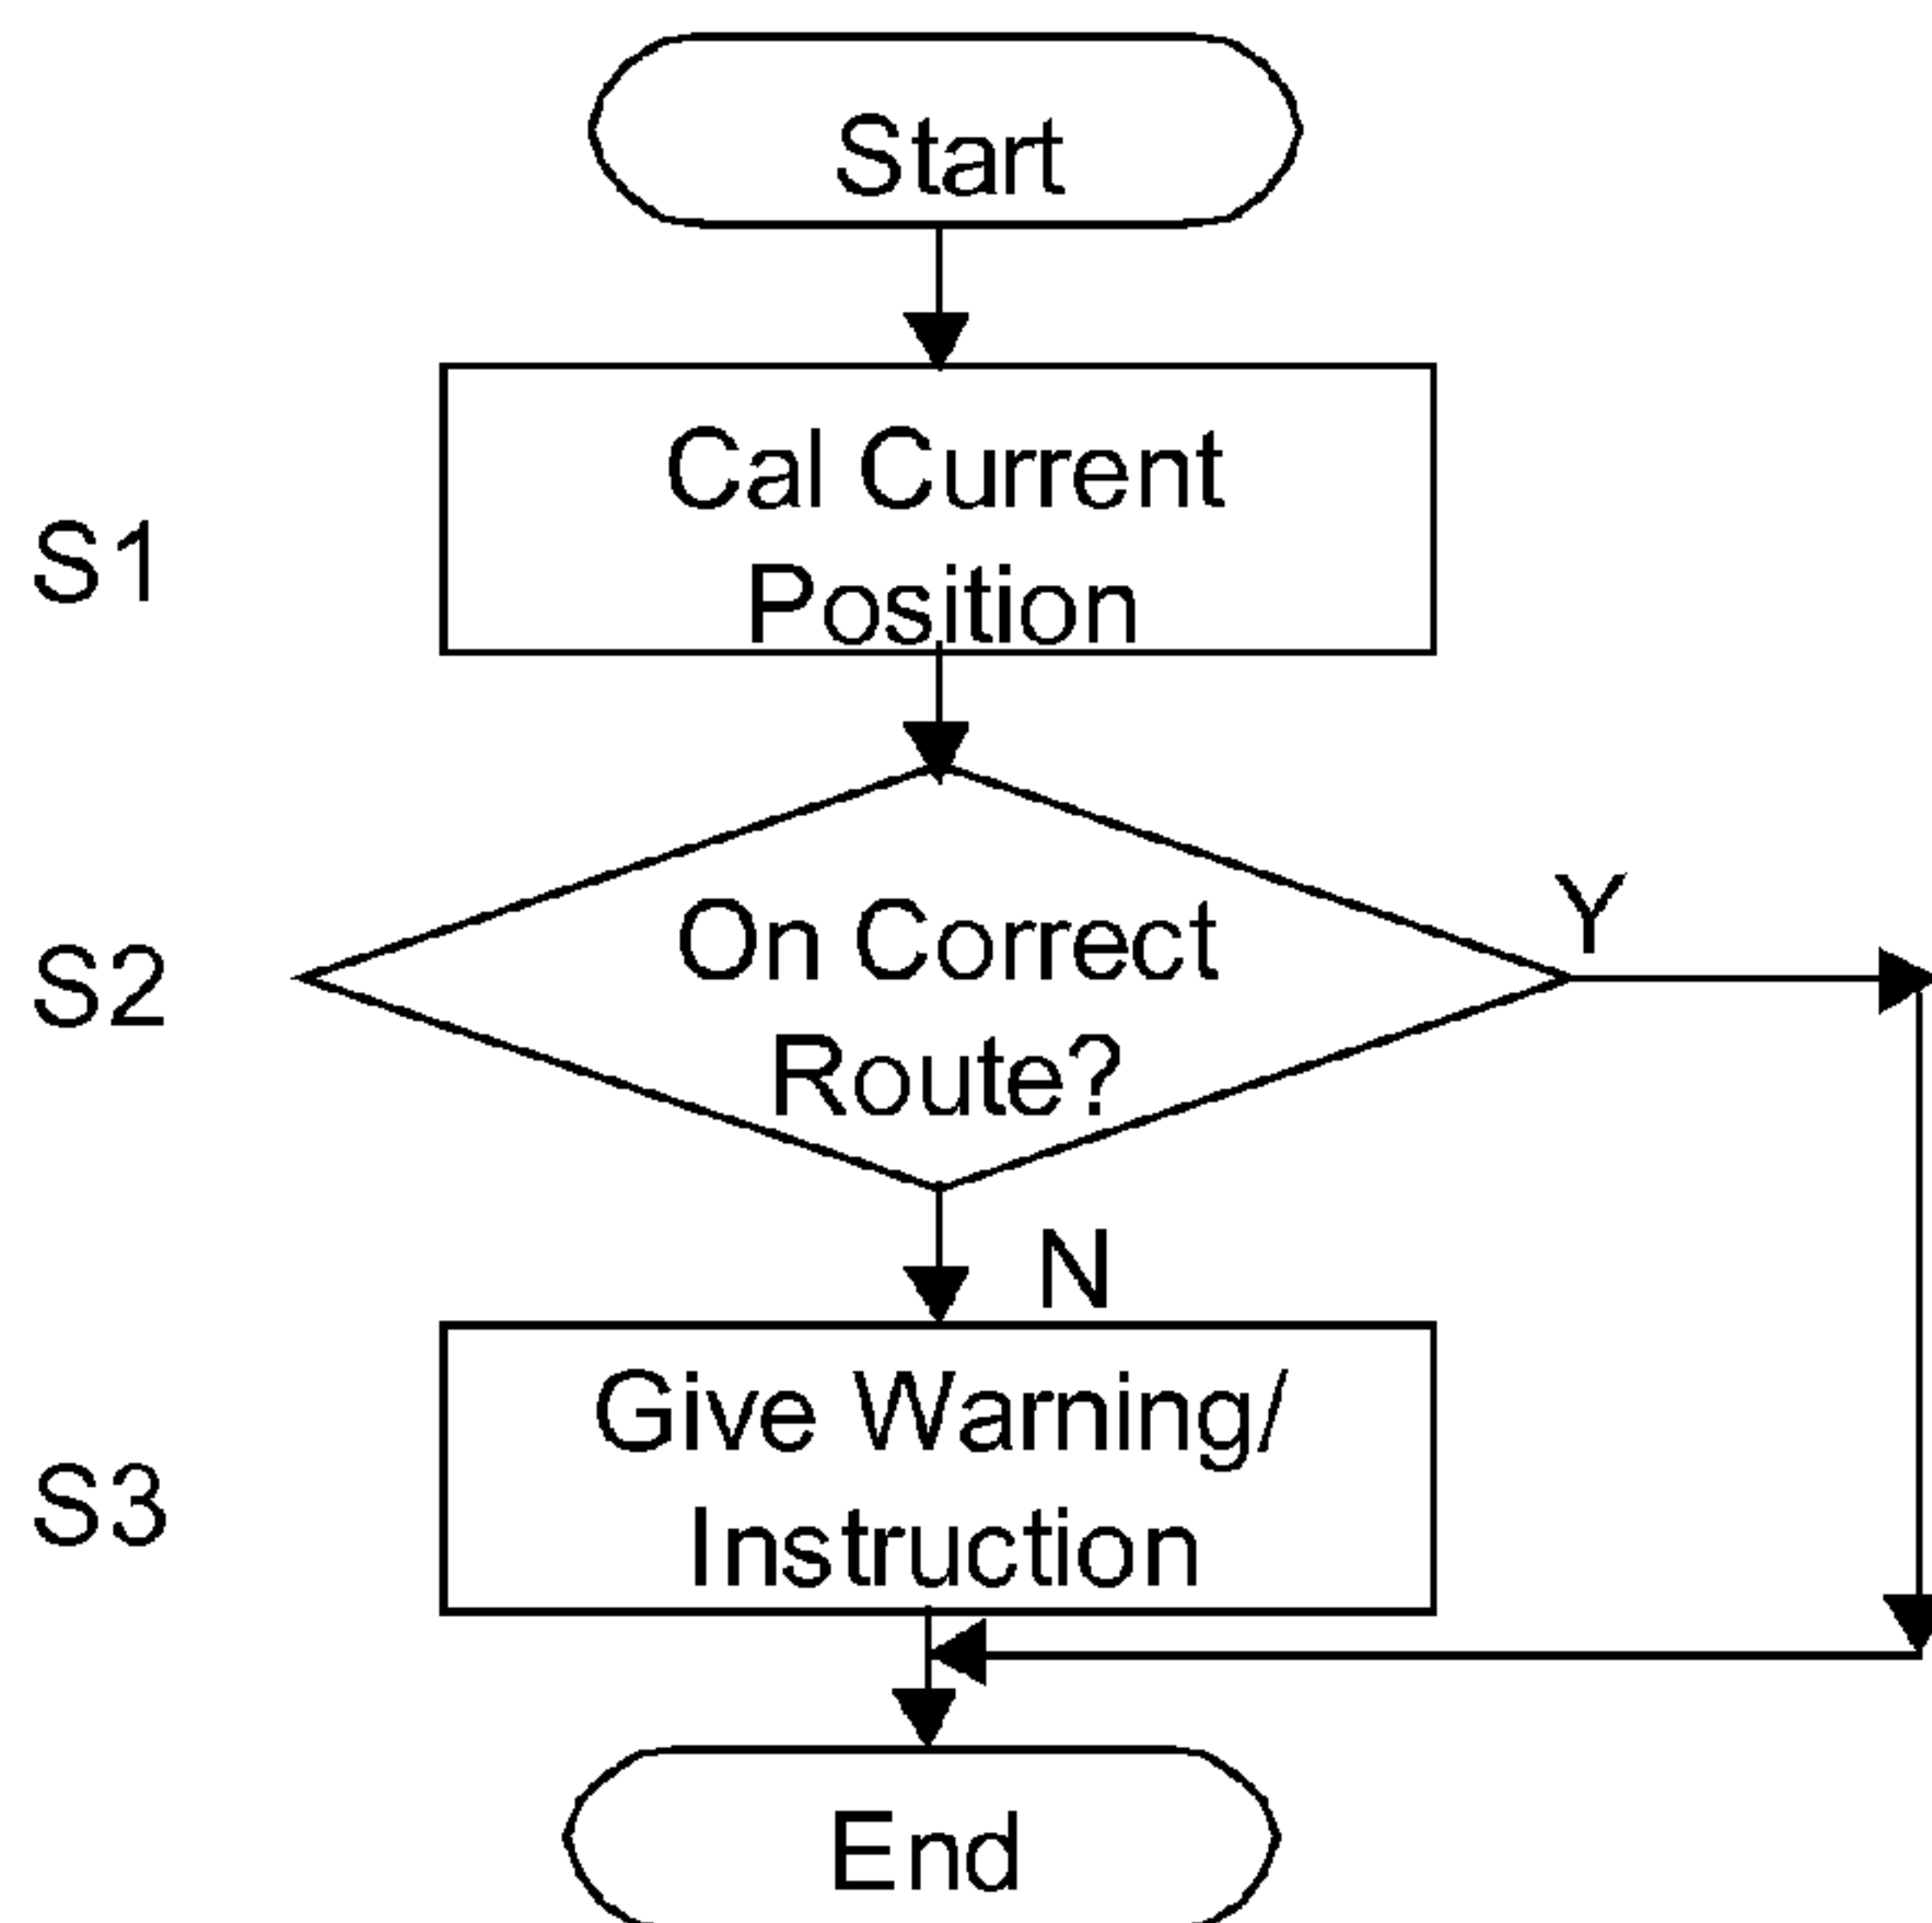 Start
S1
Cal Current
Position
S2
On Correct
Route?
Y
N
S3
Give Warning/
Instruction
End